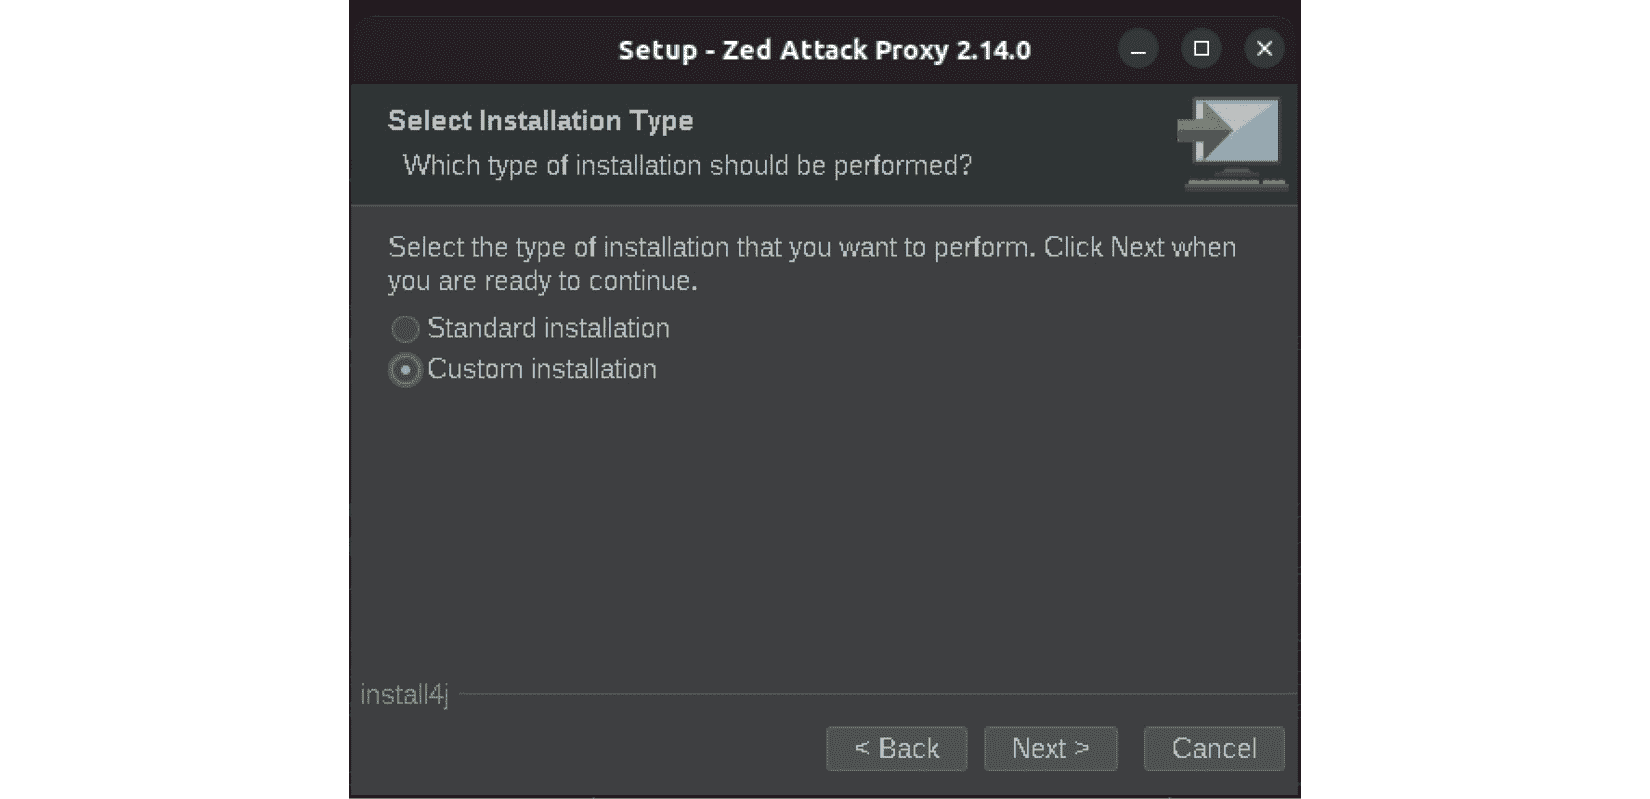 Setup - Zed Attack Proxy 2.14.0
Select Installation Type
Which type of installation should be performed?
Select the type of installation that you want to perform. Click Next when
you are ready to continue.
Standard installation
Custom installation
install4j
< Back
Next >
Cancel